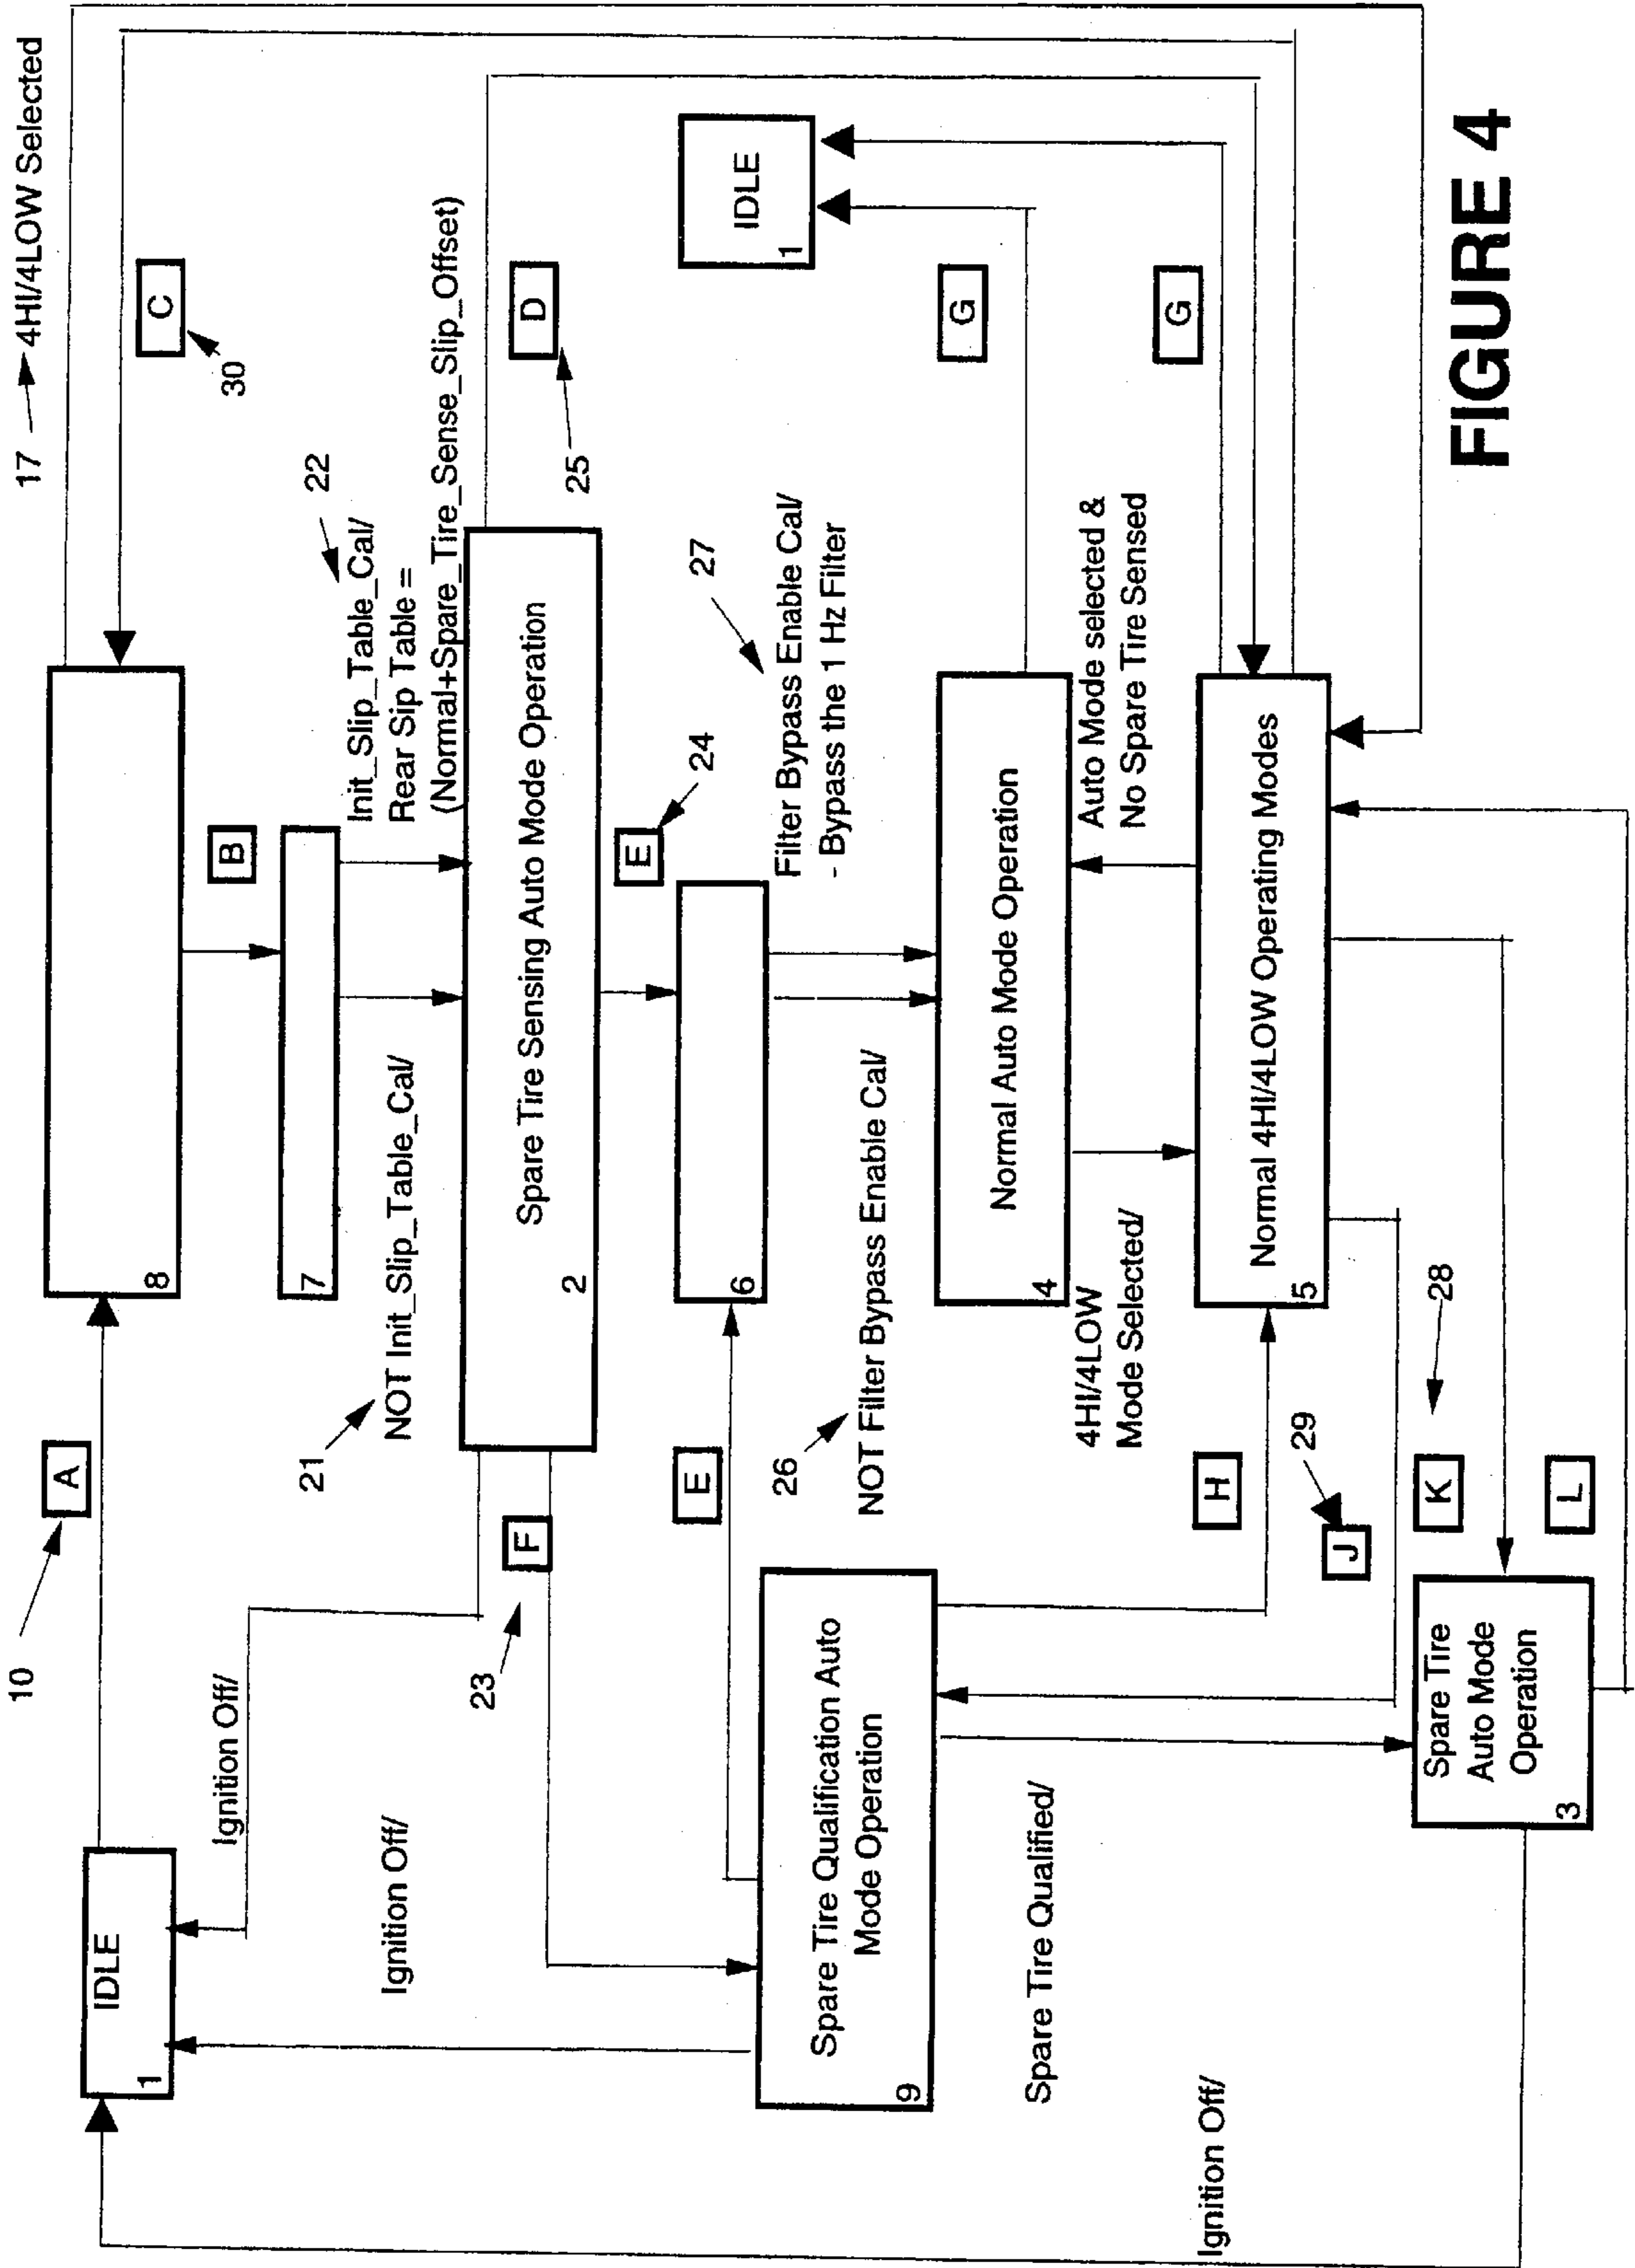 17
4HI/4LOW Selected
C
30
10
A
8
B
IDLE
1
7
22
Init_Slip_Table_Cal/
Rear Sip Table =
(Normal+Spare_Tire_Sense_Slip_Offset)
21
NOT Init_Slip_Table_Cal/
Ignition Off/
Ignition Off/
Spare Tire Sensing Auto Mode Operation
2
D
25
23
F
E
24
E
6
IDLE
1
27
Filter Bypass Enable Cal/
- Bypass the 1 Hz Filter
26
NOT Filter Bypass Enable Cal/
Spare Tire Qualification Auto
Mode Operation
9
Normal Auto Mode Operation
4
G
G
Auto Mode selected &
No Spare Tire Sensed
4HI/4LOW
Mode Selected/
Spare Tire Qualified/
H
Normal 4HI/4LOW Operating Modes
5
29
J
28
K
L
Ignition Off/
Spare Tire
Auto Mode
Operation
3
FIGURE 4